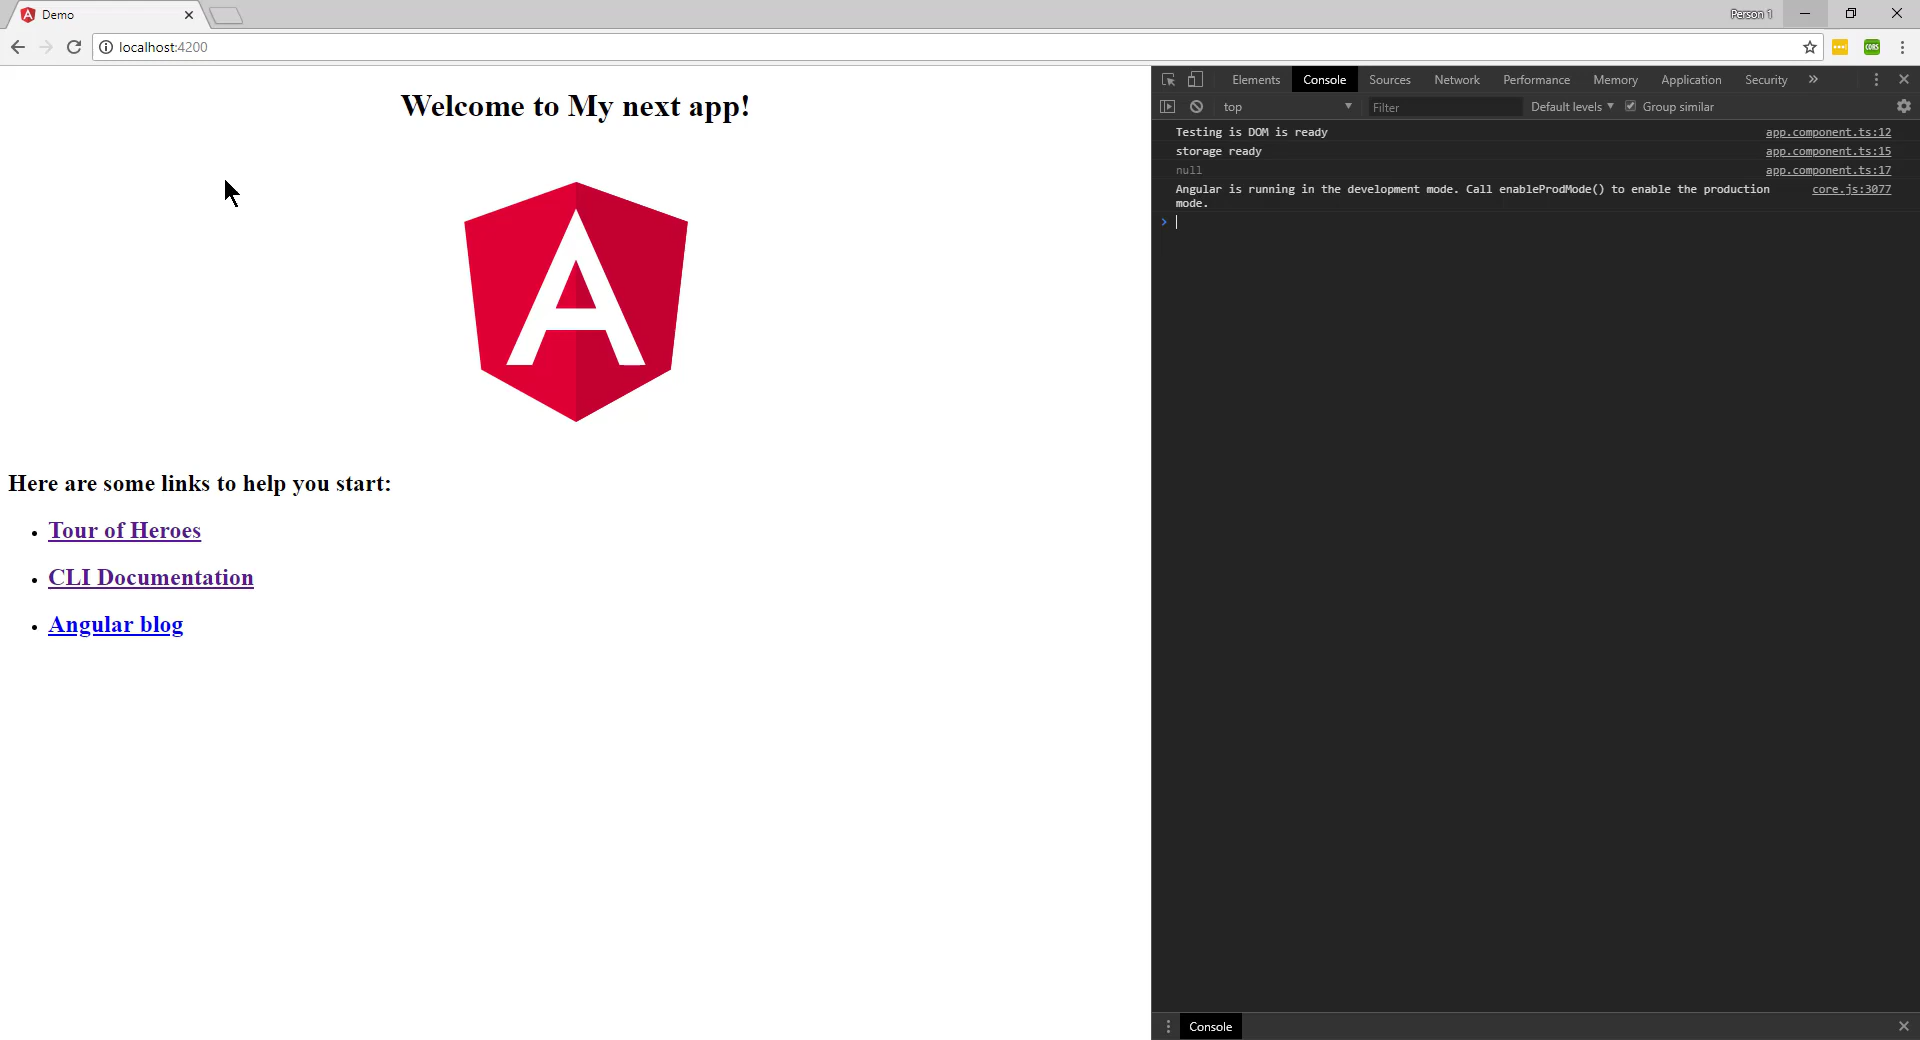 Demo
Person 1
localhost:4200
CORS
Welcome to My next app!
A
Here are some links to help you start:
Tour of Heroes
CLI Documentation
Angular blog
Elements Console Sources Network Performance Memory Application Security »
top Filter Default levels Group similar
Testing is DOM is ready app.component.ts:12
storage ready app.component.ts:15
null app.component.ts:17
Angular is running in the development mode. Call enableProdMode() to enable the production core.js:3077
mode.
Console